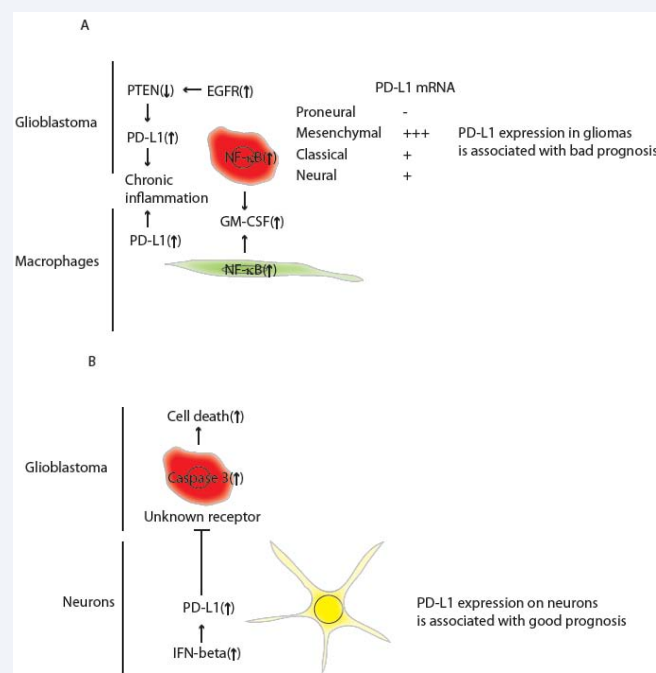 A
Glioblastoma
PTEN(↓) ← EGFR(↑)
↓
PD-L1(↑)
↓
Chronic
inflammation
↑
PD-L1(↑)
NF-κB(↑)
↓
GM-CSF(↑)
↑
NF-κB(↑)
Macrophages
PD-L1 mRNA
Proneural -
Mesenchymal +++
Classical +
Neural +
PD-L1 expression in gliomas
is associated with bad prognosis
B
Glioblastoma
Cell death(↑)
↑
Caspase 3(↑)
Unknown receptor
Neurons
PD-L1(↑)
↑
IFN-beta(↑)
PD-L1 expression on neurons
is associated with good prognosis